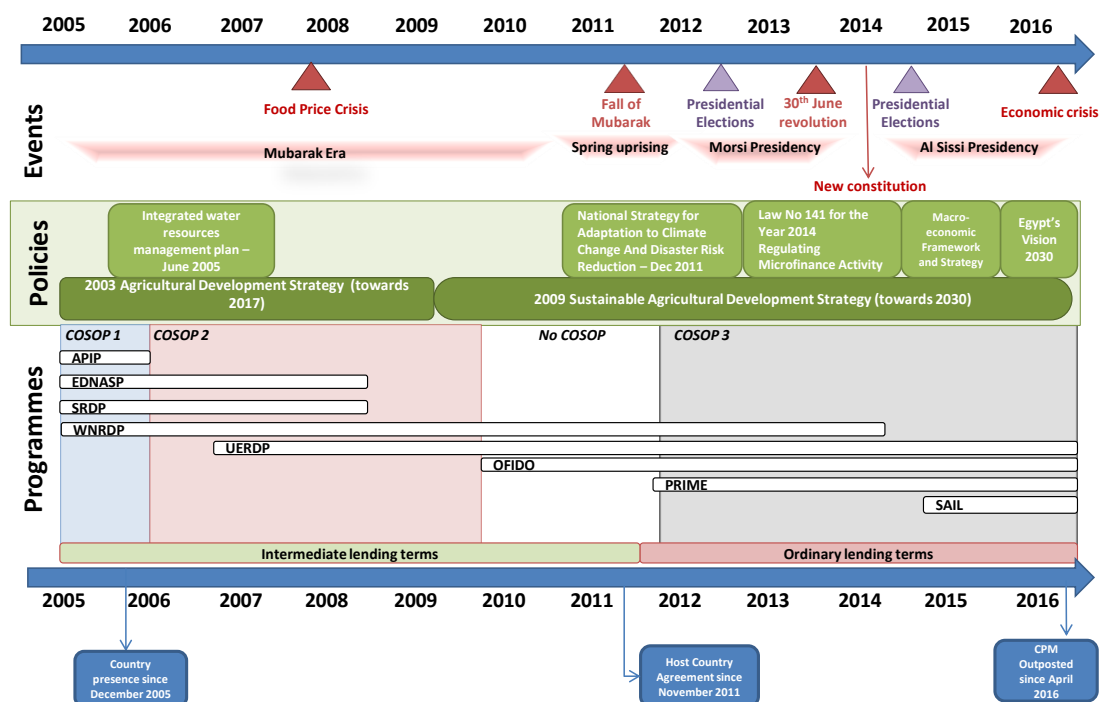 2005 2006 2007 2008 2009 2010 2011 2012 2013 2014 2015 2016
Events
Food Price Crisis
Fall of
Mubarak
Presidential
Elections
30th June
revolution
Presidential
Elections
Economic crisis
Mubarak Era
Spring uprising
Morsi Presidency
Al Sissi Presidency
New constitution
Policies
Integrated water
resources
management plan –
June 2005
National Strategy for
Adaptation to Climate
Change And Disaster Risk
Reduction – Dec 2011
Law No 141 for the
Year 2014
Regulating
Microfinance Activity
Macro-
economic
Framework
and Strategy
Egypt's
Vision
2030
2003 Agricultural Development Strategy (towards
2017)
2009 Sustainable Agricultural Development Strategy (towards 2030)
Programmes
COSOP 1
COSOP 2
No COSOP
COSOP 3
APIP
EDNASP
SRDP
WNRDP
UERDP
OFIDO
PRIME
SAIL
Intermediate lending terms
Ordinary lending terms
2005 2006 2007 2008 2009 2010 2011 2012 2013 2014 2015 2016
Country
presence since
December 2005
Host Country
Agreement since
November 2011
CPM
Outposted
since April
2016